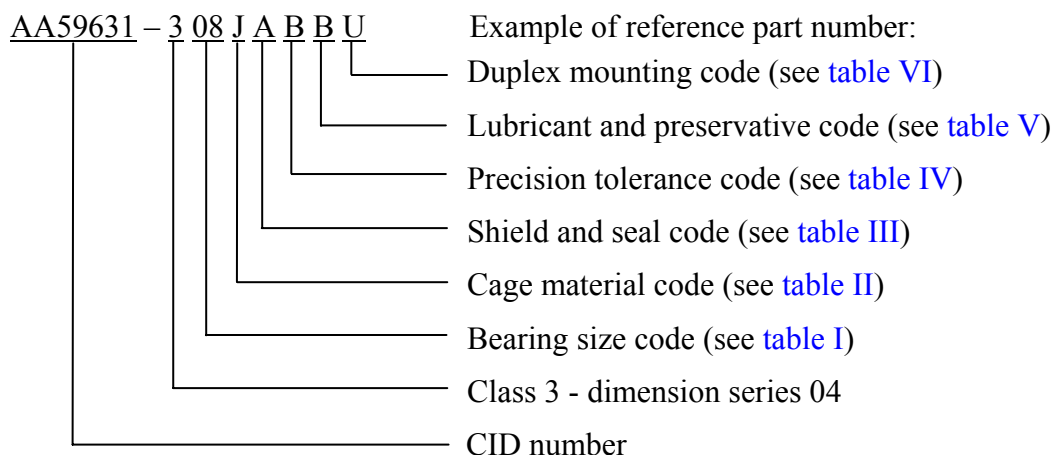 AA59631 – 3 08 J A B B U Example of reference part number:
Duplex mounting code (see table VI)
Lubricant and preservative code (see table V)
Precision tolerance code (see table IV)
Shield and seal code (see table III)
Cage material code (see table II)
Bearing size code (see table I)
Class 3 - dimension series 04
CID number